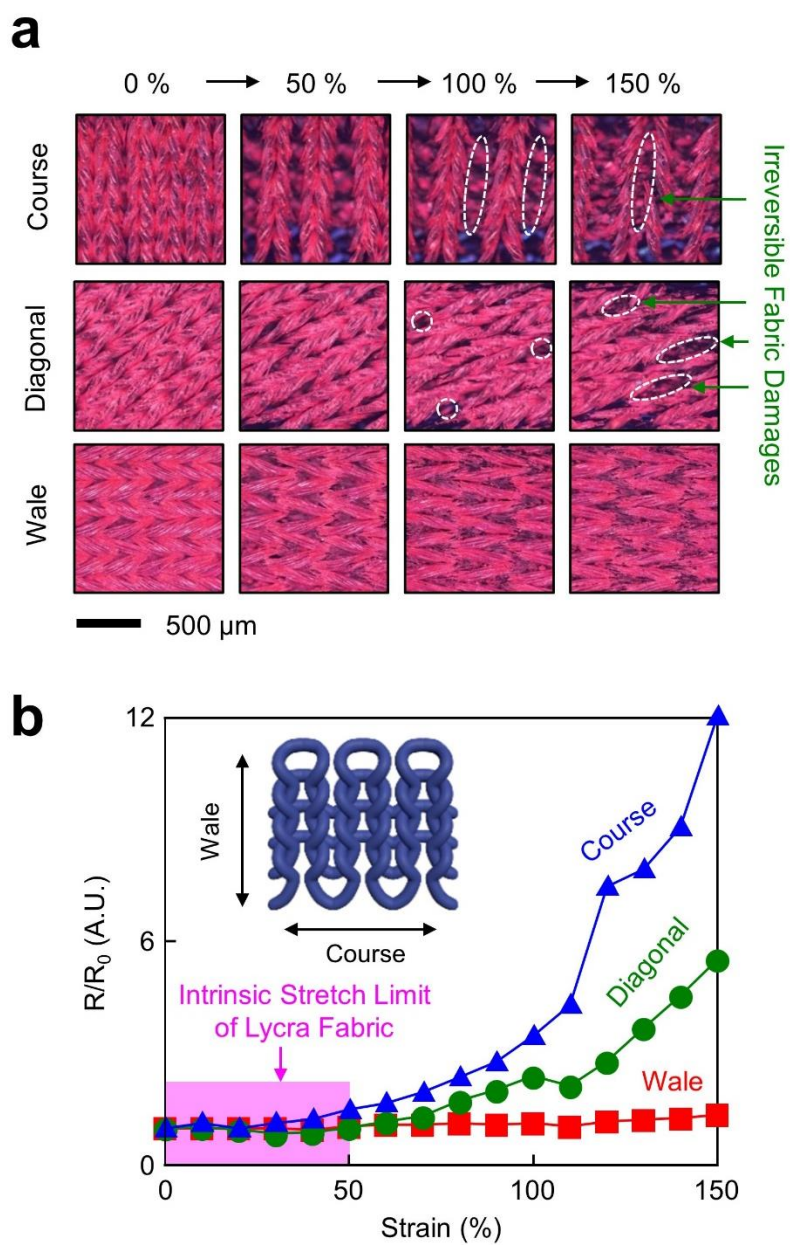 a
0 % → 50 % → 100 % → 150 %
Course
Diagonal
Wale
Irreversible Fabric Damages
500 µm
b
12
6
0
R/R₀ (A.U.)
Wale
Course
Intrinsic Stretch Limit
of Lycra Fabric
Course
Diagonal
Wale
0 50 100 150
Strain (%)